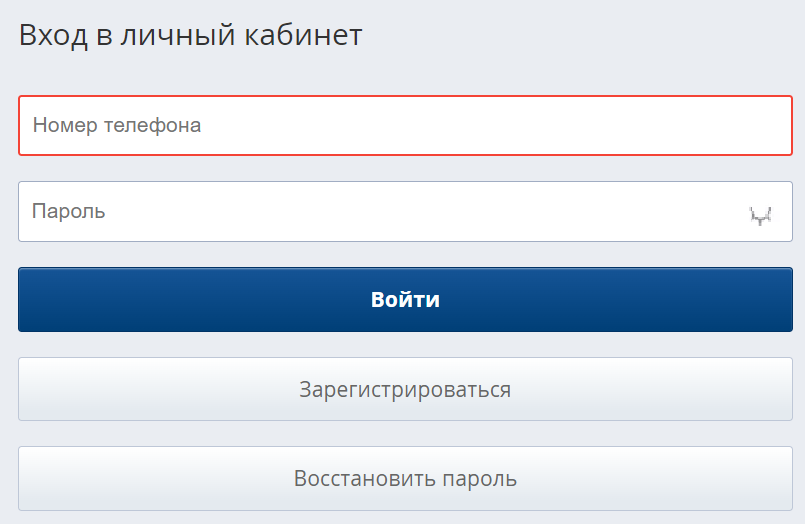 Вход в личный кабинет
Номер телефона
Пароль
Войти
Зарегистрироваться
Восстановить пароль